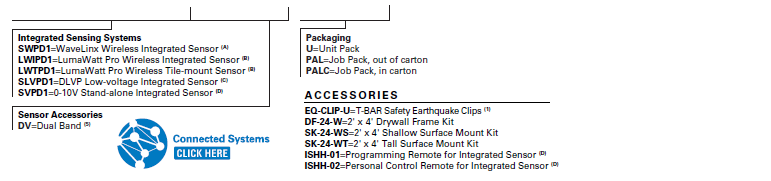 Integrated Sensing Systems
SWPD1=WaveLinx Wireless Integrated Sensor (A)
LWIPD1=LumaWatt Pro Wireless Integrated Sensor (B)
LWTPD1=LumaWatt Pro Wireless Tile-mount Sensor (B)
SLVPD1=DLVP Low-voltage Integrated Sensor (C)
SVPD1=0-10V Stand-alone Integrated Sensor (D)
Sensor Accessories
DV=Dual Band (5)
Connected Systems
CLICK HERE
Packaging
U=Unit Pack
PAL=Job Pack, out of carton
PALC=Job Pack, in carton
ACCESSORIES
EQ-CLIP-U=T-BAR Safety Earthquake Clips (1)
DF-24-W=2' x 4' Drywall Frame Kit
SK-24-WS=2' x 4' Shallow Surface Mount Kit
SK-24-WT=2' x 4' Tall Surface Mount Kit
ISHH-01=Programming Remote for Integrated Sensor (D)
ISHH-02=Personal Control Remote for Integrated Sensor (D)